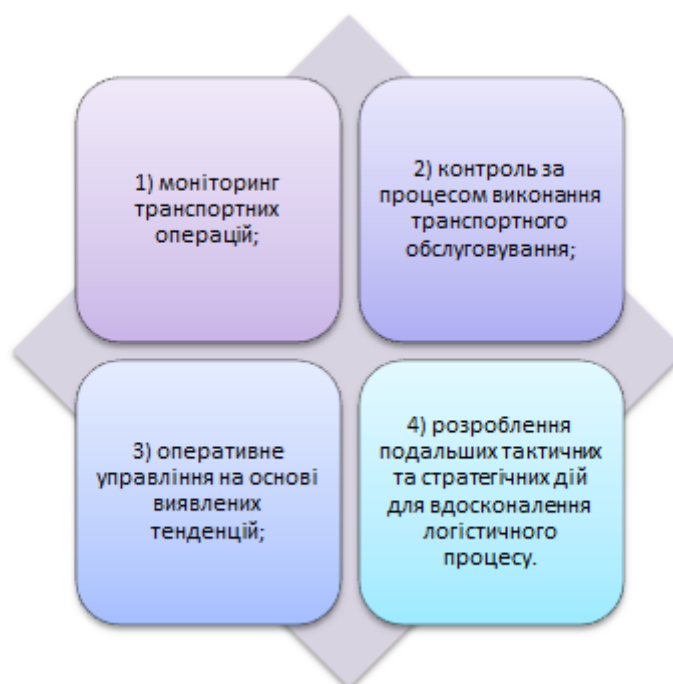 1) моніторинг
транспортних
операцій;
2) контроль за
процесом виконання
транспортного
обслуговування;
3) оперативне
управління на основі
виявлених
тенденцій;
4) розроблення
подальших тактичних
та стратегічних дій
для вдосконалення
логістичного
процесу.